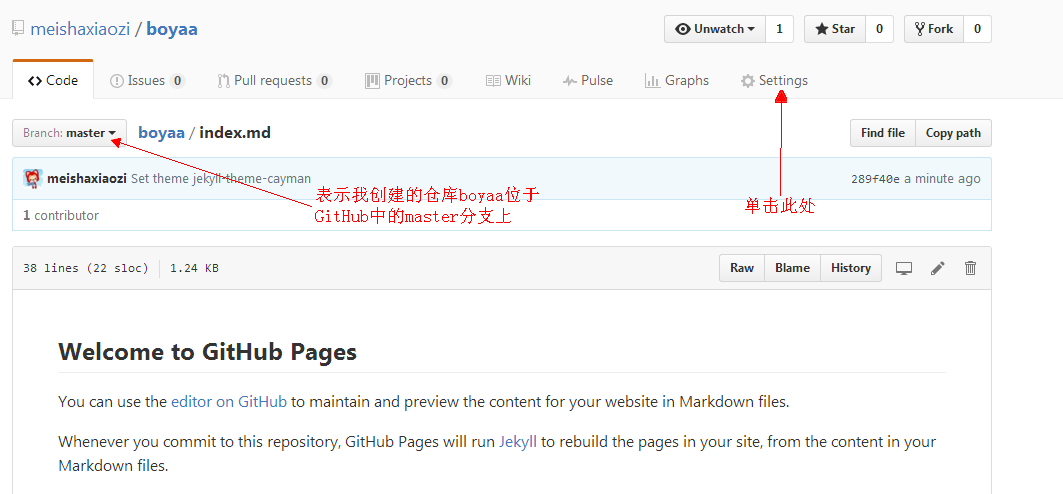 meishaxiaozi / boyaa
Unwatch 1 Star 0 Fork 0
Code Issues 0 Pull requests 0 Projects 0 Wiki Pulse Graphs Settings
Branch: master boyaa / index.md Find file Copy path
meishaxiaozi Set theme jekyll-theme-cayman 289f40e a minute ago
表示我创建的仓库boyaa位于
GitHub中的master分支上
单击此处
1 contributor
38 lines (22 sloc) 1.24 KB Raw Blame History
Welcome to GitHub Pages
You can use the editor on GitHub to maintain and preview the content for your website in Markdown files.
Whenever you commit to this repository, GitHub Pages will run Jekyll to rebuild the pages in your site, from the content in your
Markdown files.